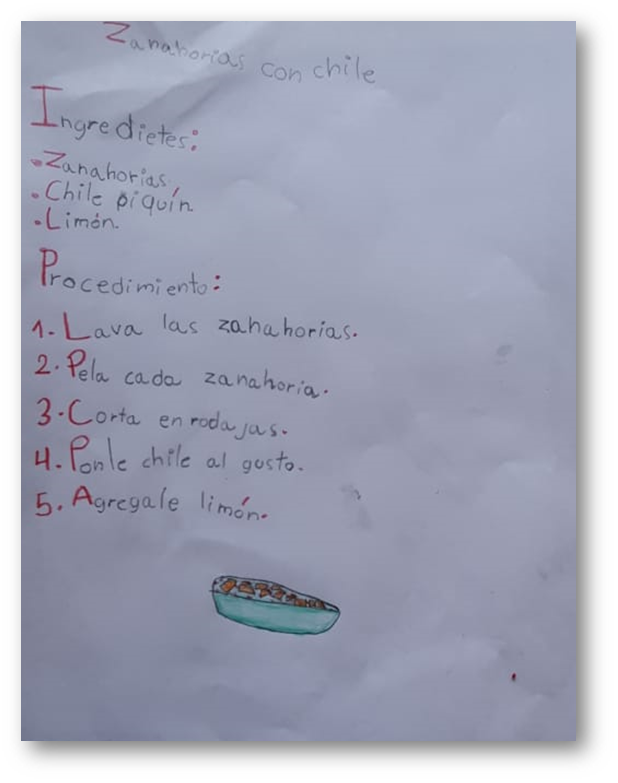 Zanahorias con chile
Ingredietes:
.Zanahorias
.Chile piquín
.Limón.
Procedimiento:
1.Lava las zahahorias.
2.Pela cada zanahoria.
3.Corta en rodajas.
4.Ponle chile al gusto.
5.Agregale limón.